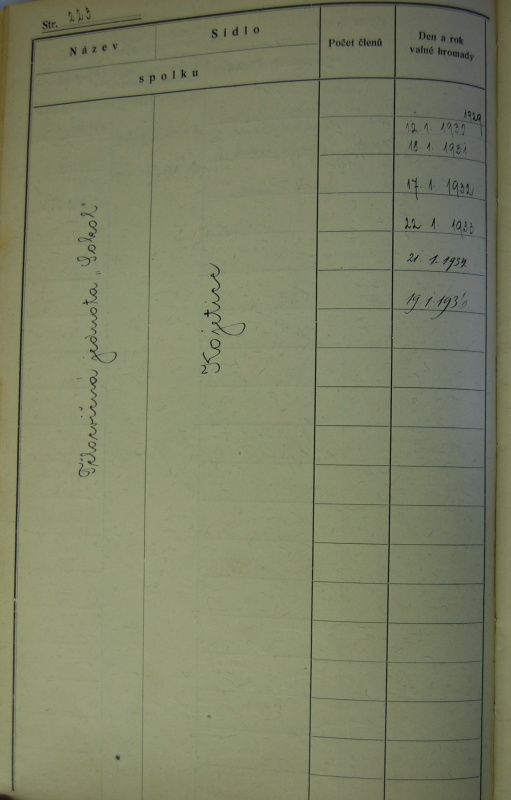 Str. 223
Název
Sídlo
spolku
Počet členů
Den a rok
valné hromady
Tělocvičná jednota „Sokol"
Kojetice
1929
12. 1. 1930
18. 1. 1931
17. 1. 1932
22. 1. 1933
21. 1. 1934
19. 1. 1936